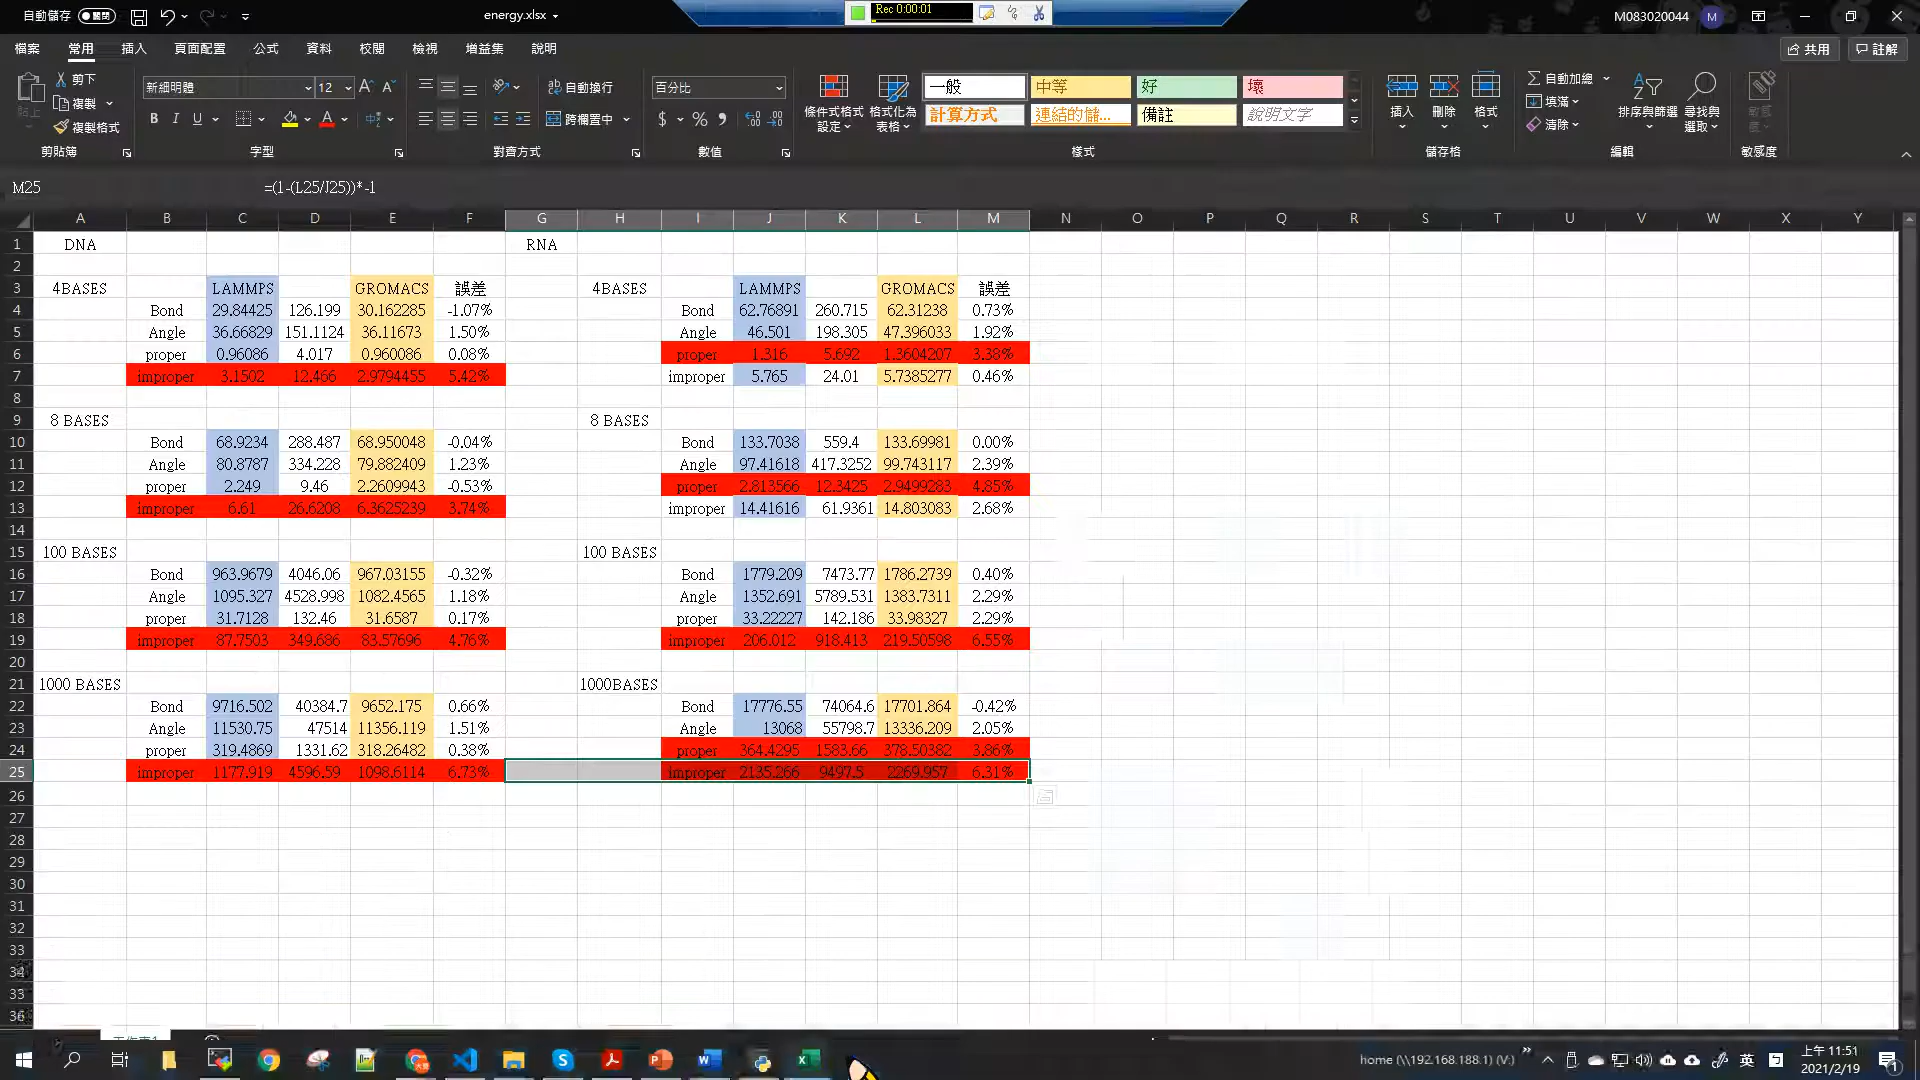 自動儲存 關閉 energy.xlsx Rec 0:00:01 M083020044 M
檔案 常用 插入 頁面配置 公式 資料 校閱 檢視 增益集 說明 共用 註解
貼上 剪下 複製 複製格式 剪貼簿
新細明體 12 B I U 字型
自動換行 跨欄置中 對齊方式
百分比 $ % 數值
條件式格式設定 格式化為表格 一般 中等 好 壞
計算方式 連結的儲... 備註 說明文字 樣式
插入 刪除 格式 儲存格
自動加總 填滿 清除 排序與篩選 尋找與選取 編輯
敏感度 敏感度
M25 =(1-(L25/J25))*-1
A B C D E F G H I J K L M N O P Q R S T U V W X Y
1 DNA RNA
2
3 4BASES LAMMPS GROMACS 誤差 4BASES LAMMPS GROMACS 誤差
4 Bond 29.84425 126.199 30.162285 -1.07% Bond 62.76891 260.715 62.31238 0.73%
5 Angle 36.66829 151.1124 36.11673 1.50% Angle 46.501 198.305 47.396033 1.92%
6 proper 0.96086 4.017 0.960086 0.08% proper 1.316 5.692 1.3604207 3.38%
7 improper 3.1502 12.466 2.9794455 5.42% improper 5.765 24.01 5.7385277 0.46%
8
9 8 BASES 8 BASES
10 Bond 68.9234 288.487 68.950048 -0.04% Bond 133.7038 559.4 133.69981 0.00%
11 Angle 80.8787 334.228 79.882409 1.23% Angle 97.41618 417.3252 99.743117 2.39%
12 proper 2.249 9.46 2.2609943 -0.53% proper 2.813566 12.3425 2.9499283 4.85%
13 improper 6.61 26.6208 6.3625239 3.74% improper 14.41616 61.9361 14.803083 2.68%
14
15 100 BASES 100 BASES
16 Bond 963.9679 4046.06 967.03155 -0.32% Bond 1779.209 7473.77 1786.2739 0.40%
17 Angle 1095.327 4528.998 1082.4565 1.18% Angle 1352.691 5789.531 1383.7311 2.29%
18 proper 31.7128 132.46 31.6587 0.17% proper 33.22227 142.186 33.98327 2.29%
19 improper 87.7503 349.686 83.57696 4.76% improper 206.012 918.413 219.50598 6.55%
20
21 1000 BASES 1000BASES
22 Bond 9716.502 40384.7 9652.175 0.66% Bond 17776.55 74064.6 17701.864 -0.42%
23 Angle 11530.75 47514 11356.119 1.51% Angle 13068 55798.7 13336.209 2.05%
24 proper 319.4869 1331.62 318.26482 0.38% proper 364.4295 1583.66 378.50382 3.86%
25 improper 1177.919 4596.59 1098.6114 6.73% improper 2135.266 9497.5 2269.957 6.31%
26
27
28
29
30
31
32
33
34
33
36
home (\\192.168.188.1) (V:) 英 上午 11:51
2021/2/19